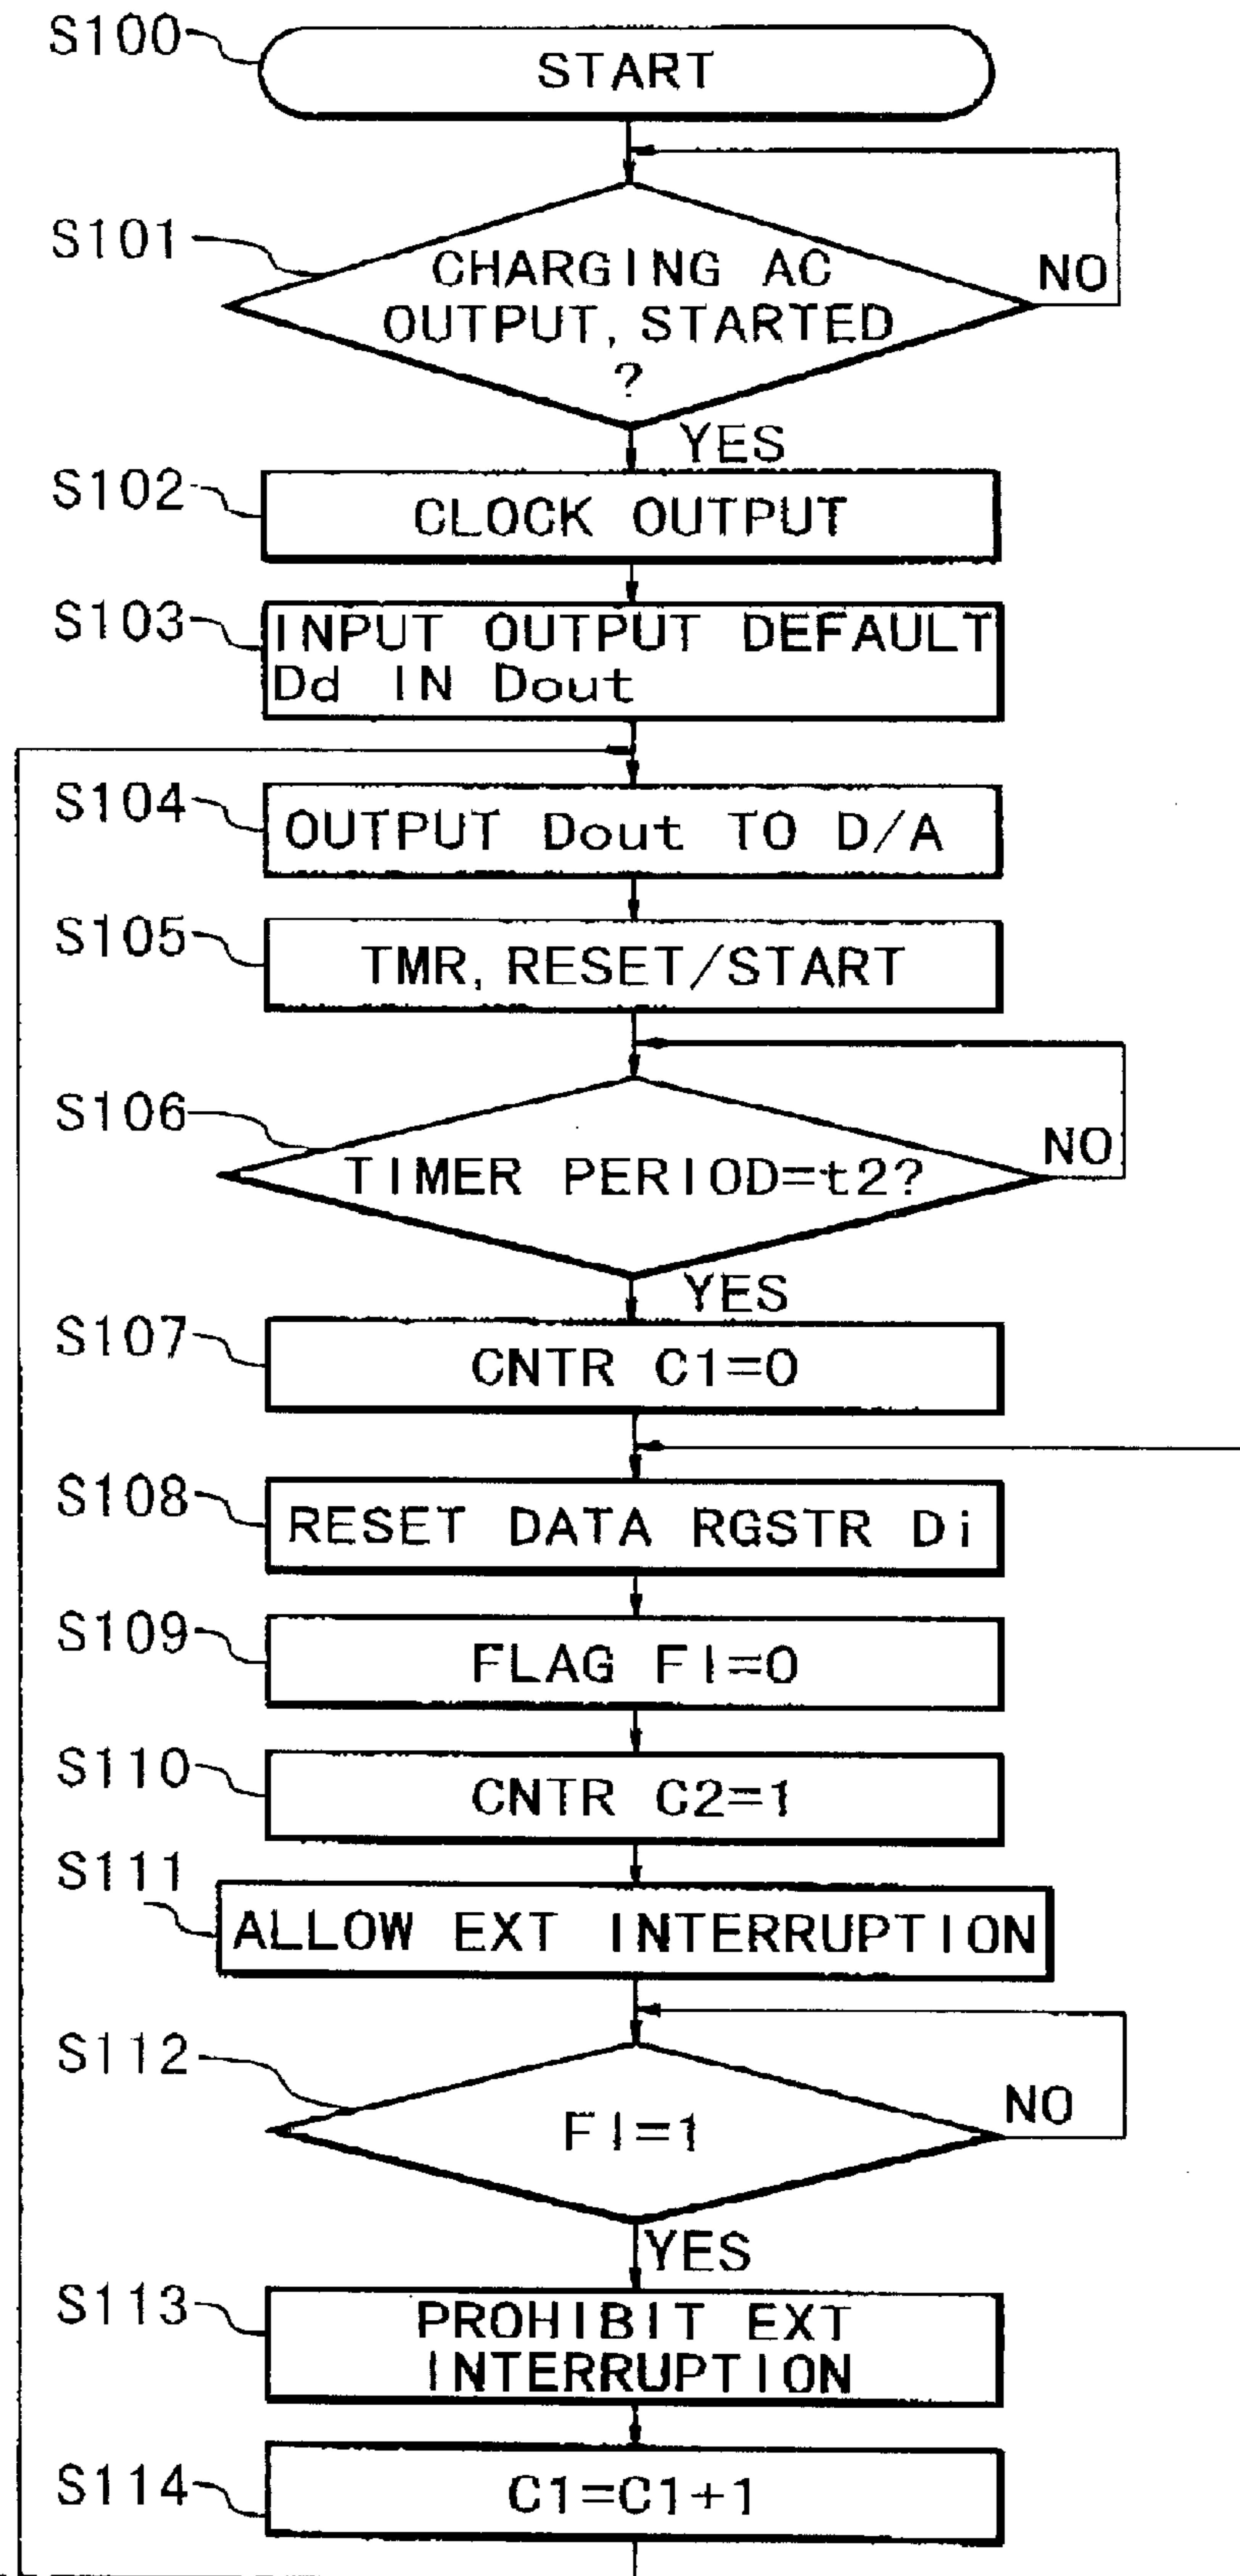 S100
START
S101
CHARGING AC
OUTPUT, STARTED
?
NO
YES
S102
CLOCK OUTPUT
S103
INPUT OUTPUT DEFAULT
Dd IN Dout
S104
OUTPUT Dout TO D/A
S105
TMR, RESET/START
S106
TIMER PERIOD=t2?
NO
YES
S107
CNTR C1=0
S108
RESET DATA RGSTR Di
S109
FLAG FI=0
S110
CNTR C2=1
S111
ALLOW EXT INTERRUPTION
S112
FI=1
NO
YES
S113
PROHIBIT EXT
INTERRUPTION
S114
C1=C1+1